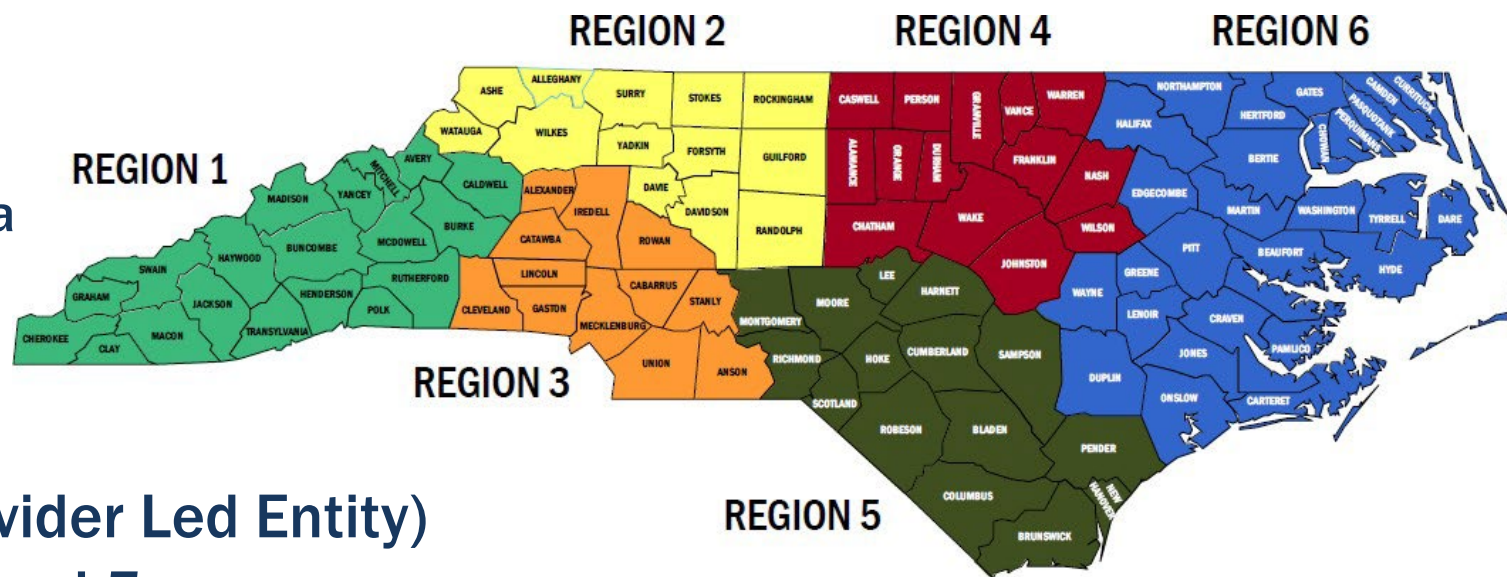 REGION 2
REGION 4
REGION 6
REGION 1
REGION 3
REGION 5
ASHE
ALLEGHANY
SURRY
STOKES
ROCKINGHAM
WATAUGA
WILKES
YADKIN
FORSYTH
GUILFORD
DAVIE
DAVIDSON
RANDOLPH
CASWELL
PERSON
GRANVILLE
VANCE
WARREN
ALAMANCE
ORANGE
DURHAM
FRANKLIN
NASH
CHATHAM
WAKE
WILSON
JOHNSTON
NORTHAMPTON
GATES
CAMDEN
CURRITUCK
PASQUOTANK
PERQUIMANS
HERTFORD
HALIFAX
CHOWAN
BERTIE
EDGECOMBE
MARTIN
WASHINGTON
TYRRELL
DARE
PITT
BEAUFORT
HYDE
GREENE
WAYNE
LENOIR
CRAVEN
PAMLICO
JONES
DUPLIN
ONSLOW
CARTERET
MITCHELL
AVERY
MADISON
YANCEY
CALDWELL
BURKE
MCDOWELL
BUNCOMBE
HAYWOOD
SWAIN
RUTHERFORD
GRAHAM
JACKSON
HENDERSON
POLK
TRANSYLVANIA
MACON
CHEROKEE
CLAY
ALEXANDER
IREDELL
CATAWBA
ROWAN
LINCOLN
CLEVELAND
GASTON
CABARRUS
STANLY
MECKLENBURG
UNION
ANSON
LEE
HARNETT
MOORE
MONTGOMERY
RICHMOND
HOKE
CUMBERLAND
SAMPSON
SCOTLAND
ROBESON
BLADEN
PENDER
COLUMBUS
NEW
HANOVER
BRUNSWICK
a
vider Led Entity)